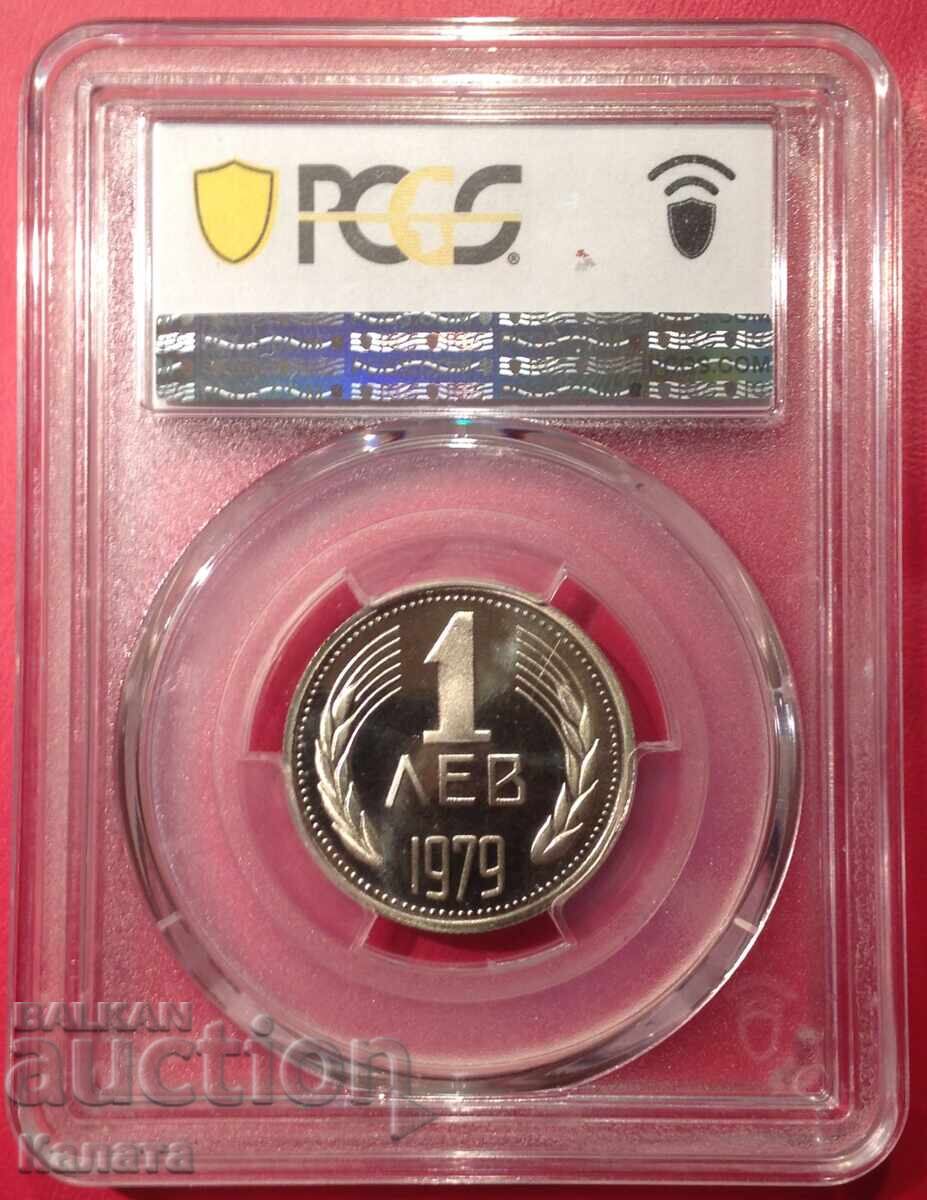 PCGS®
PCGS.COM
1
ЛЕВ
1979
BALKAN
auction
Калата